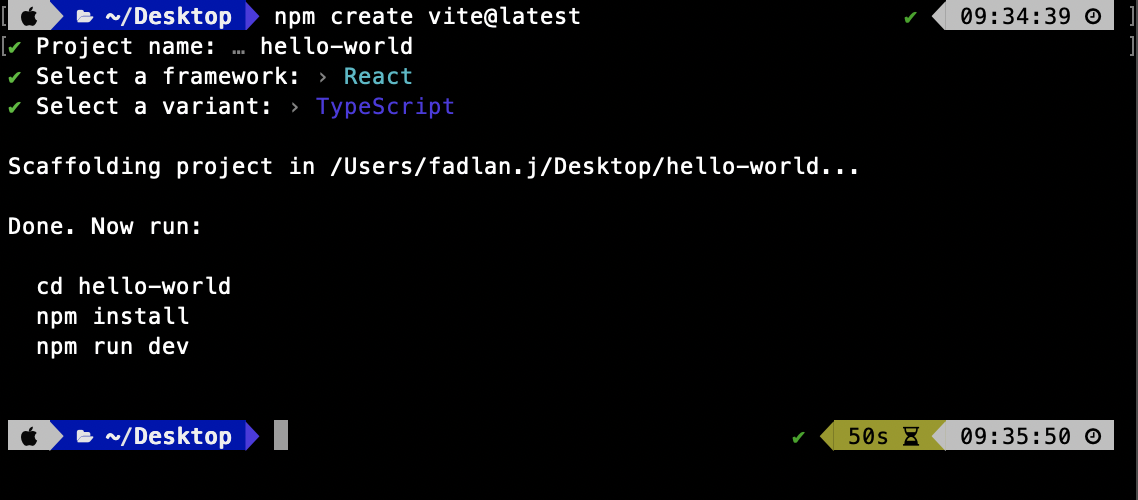 ~/Desktop npm create vite@latest ✔ 09:34:39
✔ Project name: … hello-world
✔ Select a framework: › React
✔ Select a variant: › TypeScript
Scaffolding project in /Users/fadlan.j/Desktop/hello-world...
Done. Now run:
cd hello-world
npm install
npm run dev
~/Desktop ✔ 50s 09:35:50